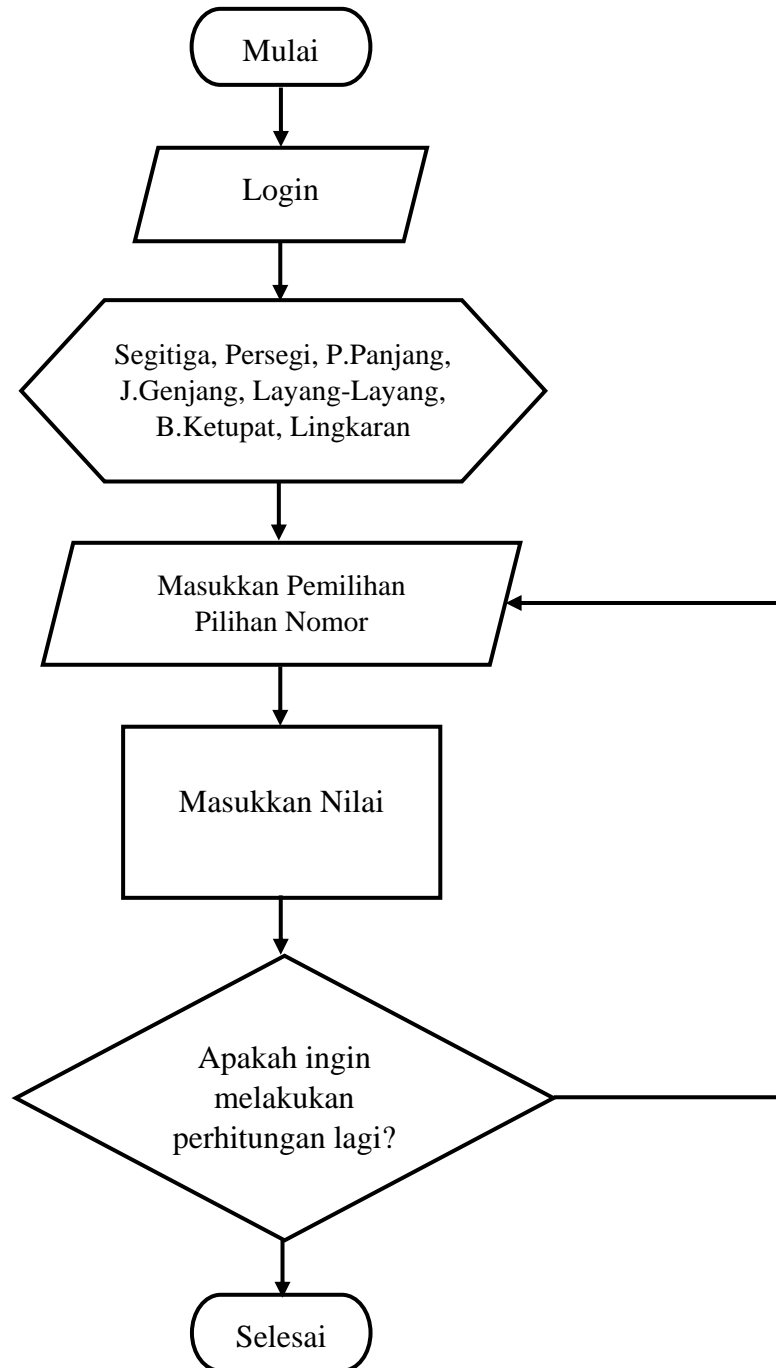 Mulai
Login
Segitiga, Persegi, P.Panjang,
J.Genjang, Layang-Layang,
B.Ketupat, Lingkaran
Masukkan Pemilihan
Pilihan Nomor
Masukkan Nilai
Apakah ingin
melakukan
perhitungan lagi?
Selesai